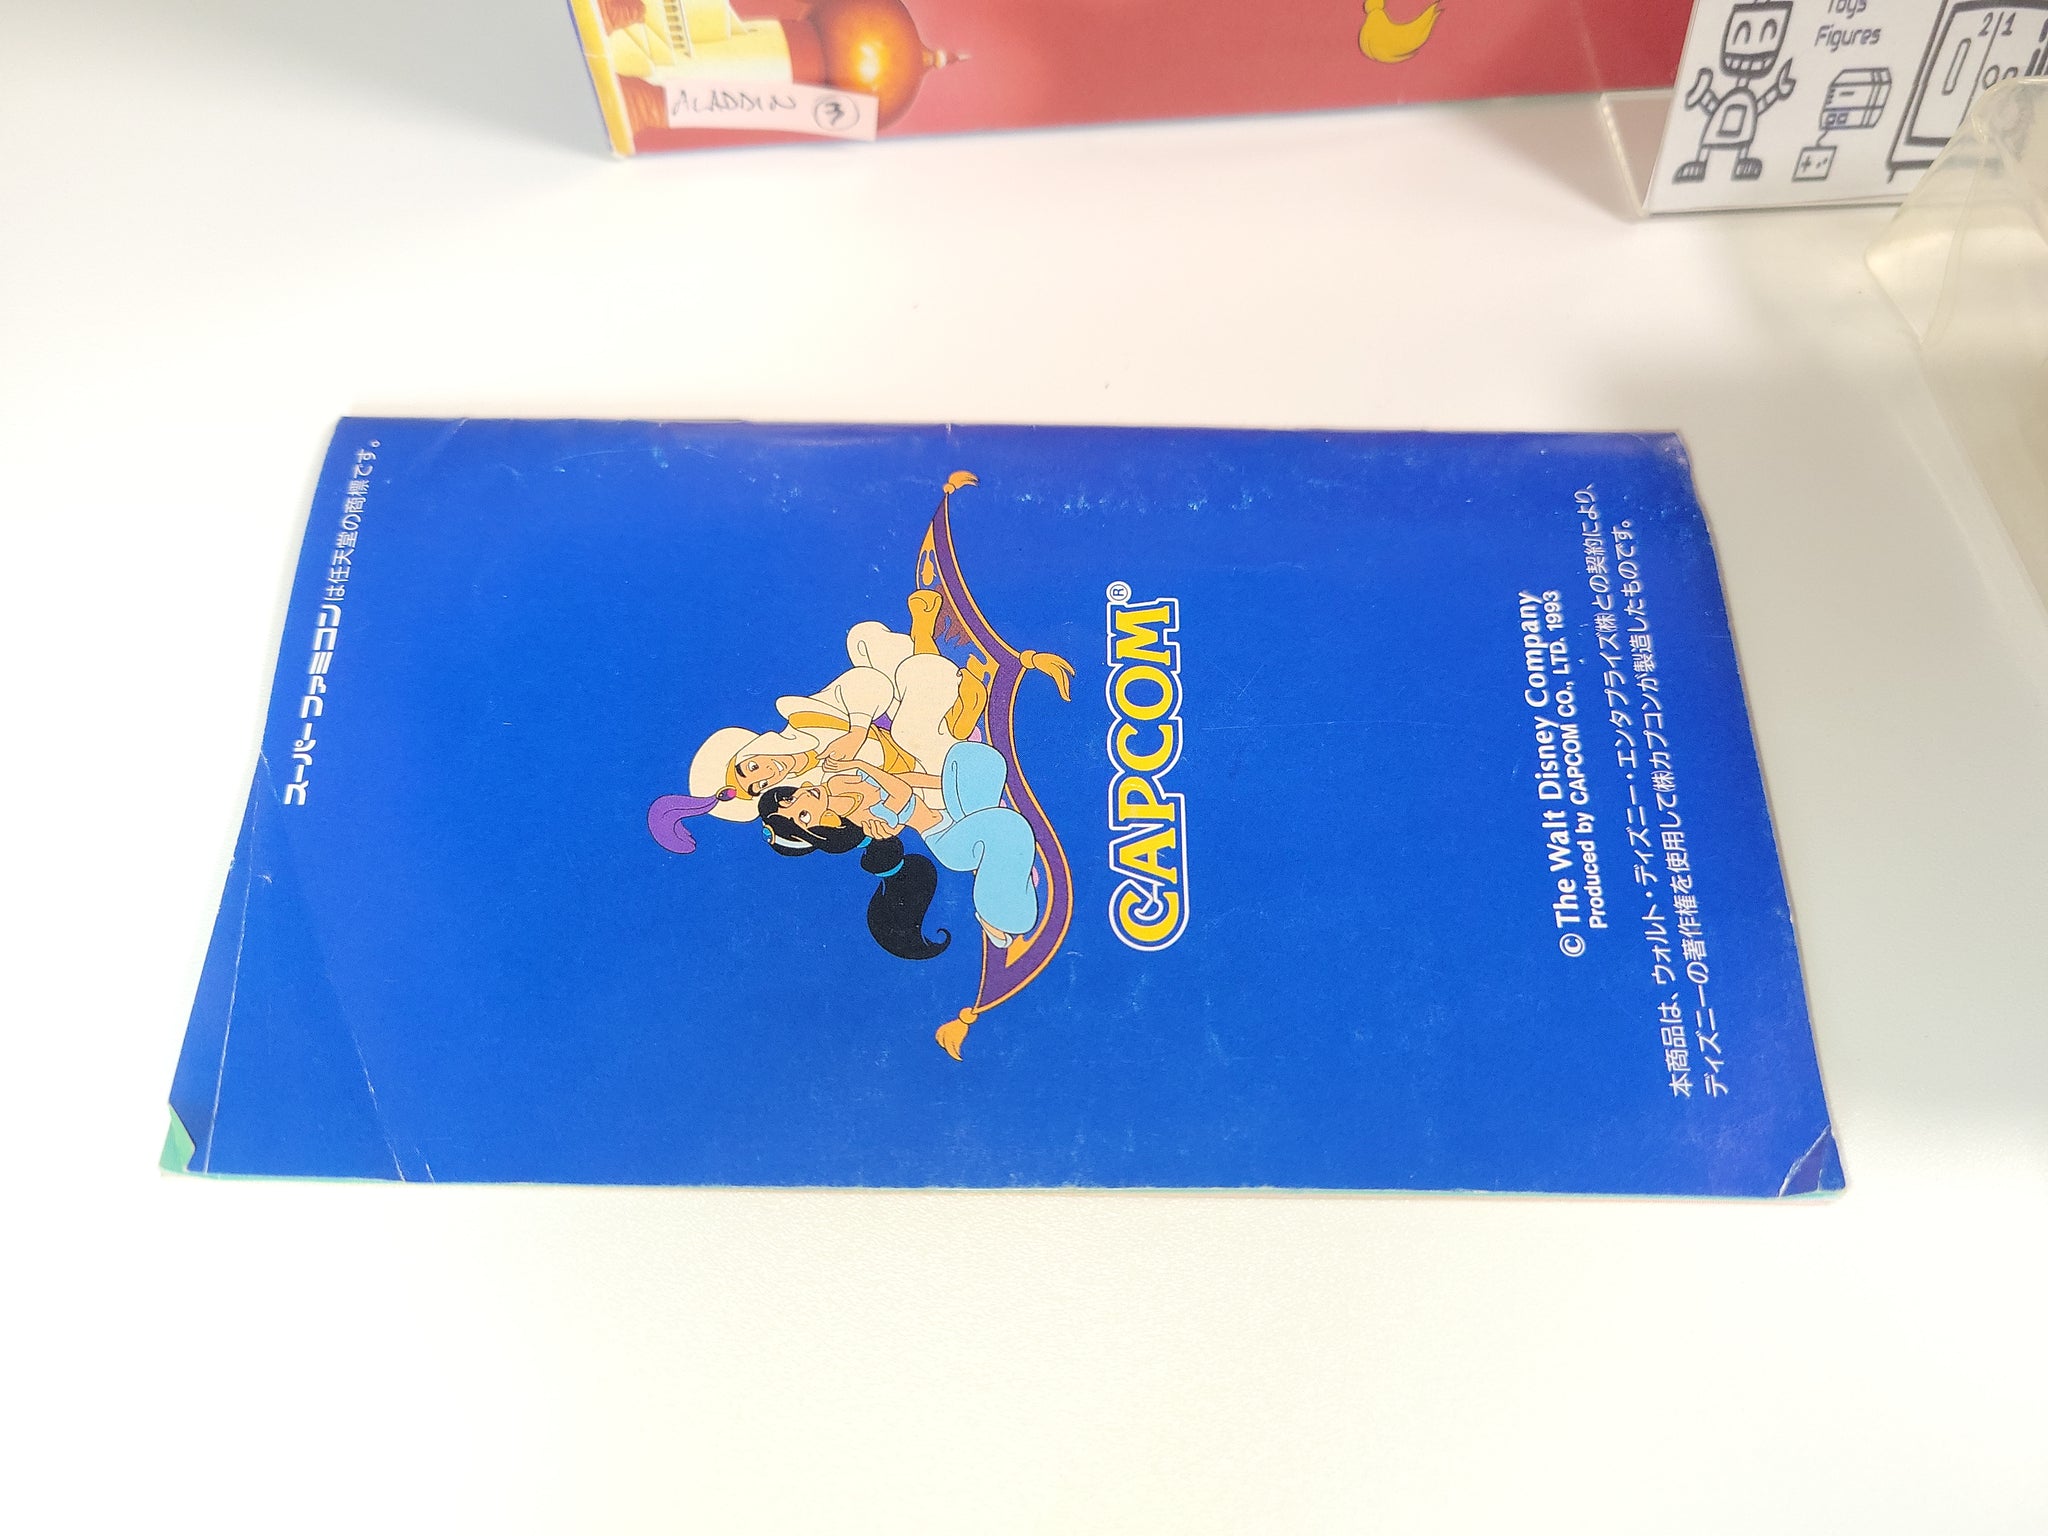 ALADDIN 3
Toys
Figures
2 1
スーパーファミコンは任天堂の商標です。
CAPCOM®
© The Walt Disney Company
Produced by CAPCOM CO., LTD. 1993
本商品は、ウォルト・ディズニー・エンタプライズ㈱との契約により、
ディズニーの著作権を使用して㈱カプコンが製造したものです。